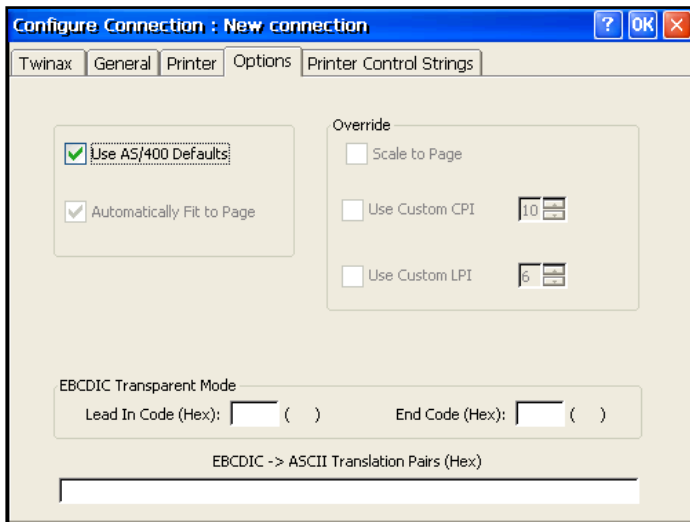 Configure Connection : New connection ? OK ×
Twinax General Printer Options Printer Control Strings
Override
Use AS/400 Defaults
Scale to Page
Automatically Fit to Page
Use Custom CPI 10
Use Custom LPI 6
EBCDIC Transparent Mode
Lead In Code (Hex): ( ) End Code (Hex): ( )
EBCDIC -> ASCII Translation Pairs (Hex)